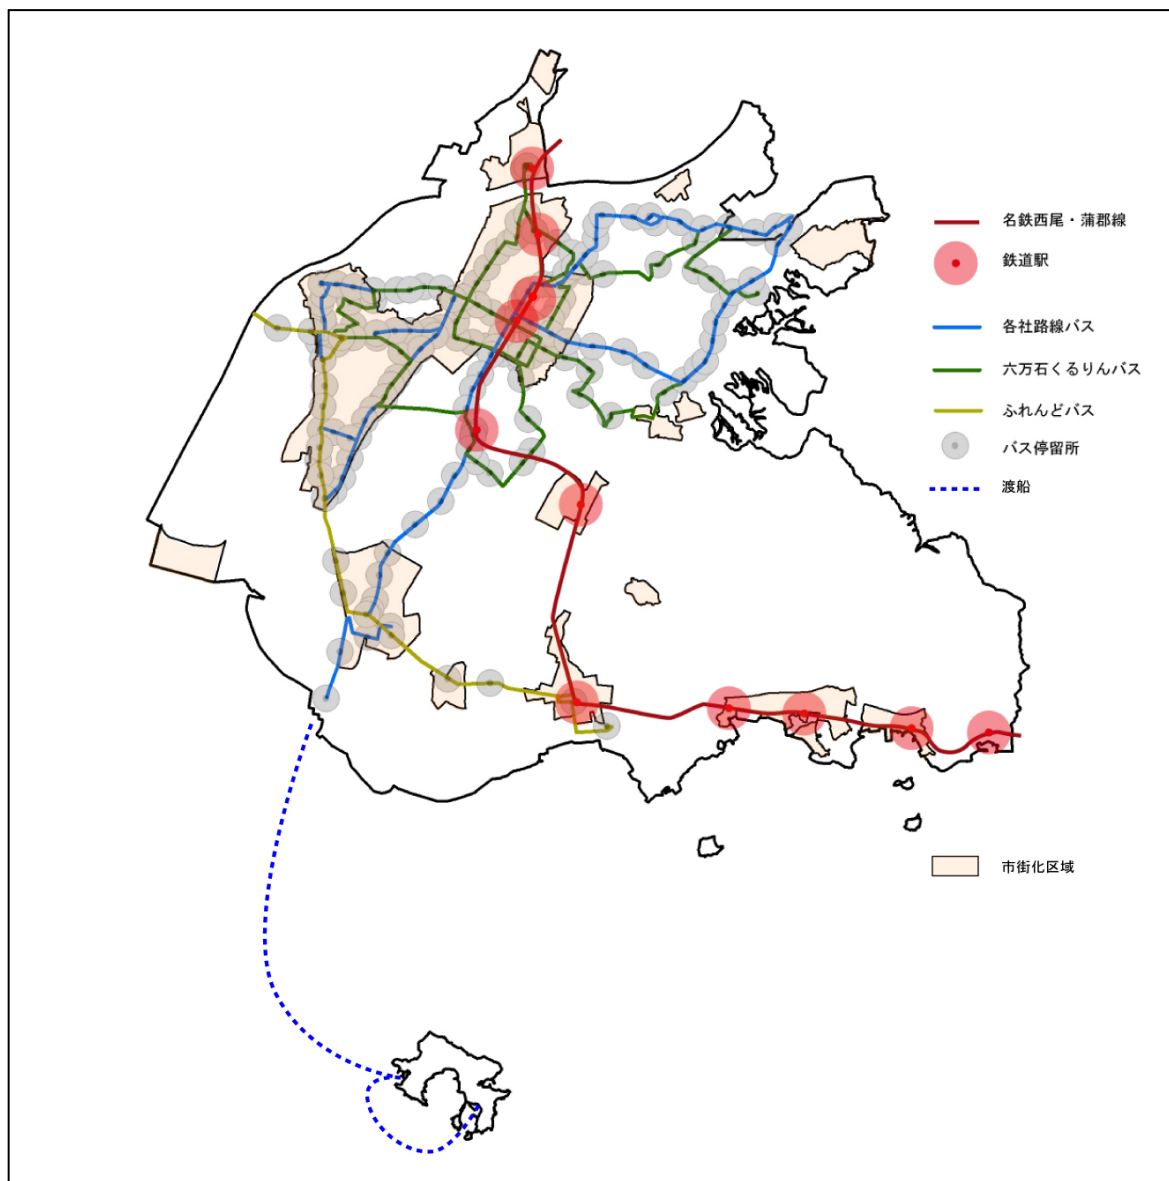 名鉄西尾・蒲郡線
鉄道駅
各社路線バス
六万石くるりんバス
ふれんどバス
バス停留所
渡船
市街化区域